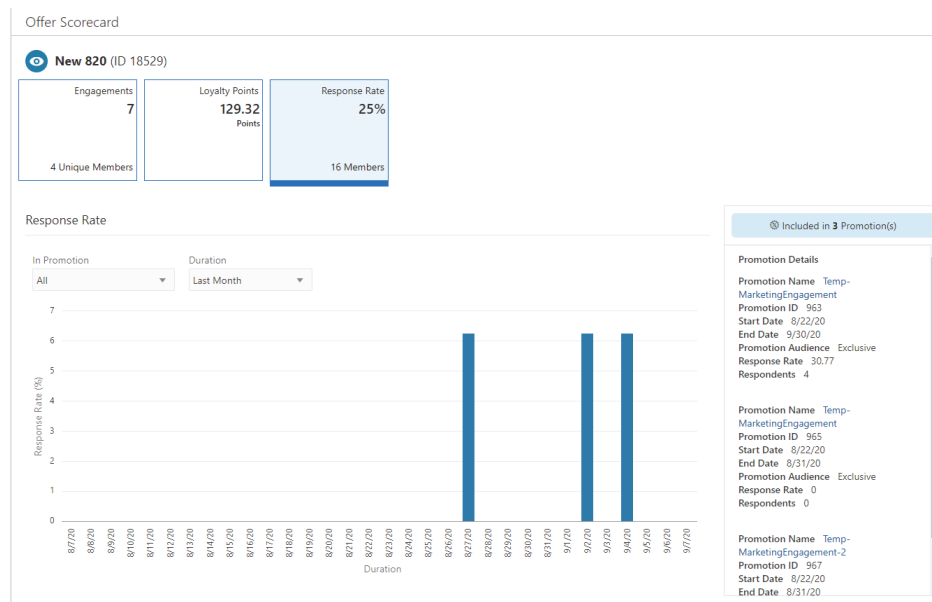 Offer Scorecard
New 820 (ID 18529)
Engagements
7
4 Unique Members
Loyalty Points
129.32
Points
Response Rate
25%
16 Members
Response Rate
In Promotion
All
Duration
Last Month
7
6
5
4
3
2
1
0
Response Rate (%)
8/7/20
8/8/20
8/9/20
8/10/20
8/11/20
8/12/20
8/13/20
8/14/20
8/15/20
8/16/20
8/17/20
8/18/20
8/19/20
8/20/20
8/21/20
8/22/20
8/23/20
8/24/20
8/25/20
8/26/20
8/27/20
8/28/20
8/29/20
8/30/20
8/31/20
9/1/20
9/2/20
9/3/20
9/4/20
9/5/20
9/6/20
9/7/20
Duration
Included in 3 Promotion(s)
Promotion Details
Promotion Name Temp-
MarketingEngagement
Promotion ID 963
Start Date 8/22/20
End Date 9/30/20
Promotion Audience Exclusive
Response Rate 30.77
Respondents 4
Promotion Name Temp-
MarketingEngagement
Promotion ID 965
Start Date 8/22/20
End Date 8/31/20
Promotion Audience Exclusive
Response Rate 0
Respondents 0
Promotion Name Temp-
MarketingEngagement-2
Promotion ID 967
Start Date 8/22/20
End Date 8/31/20